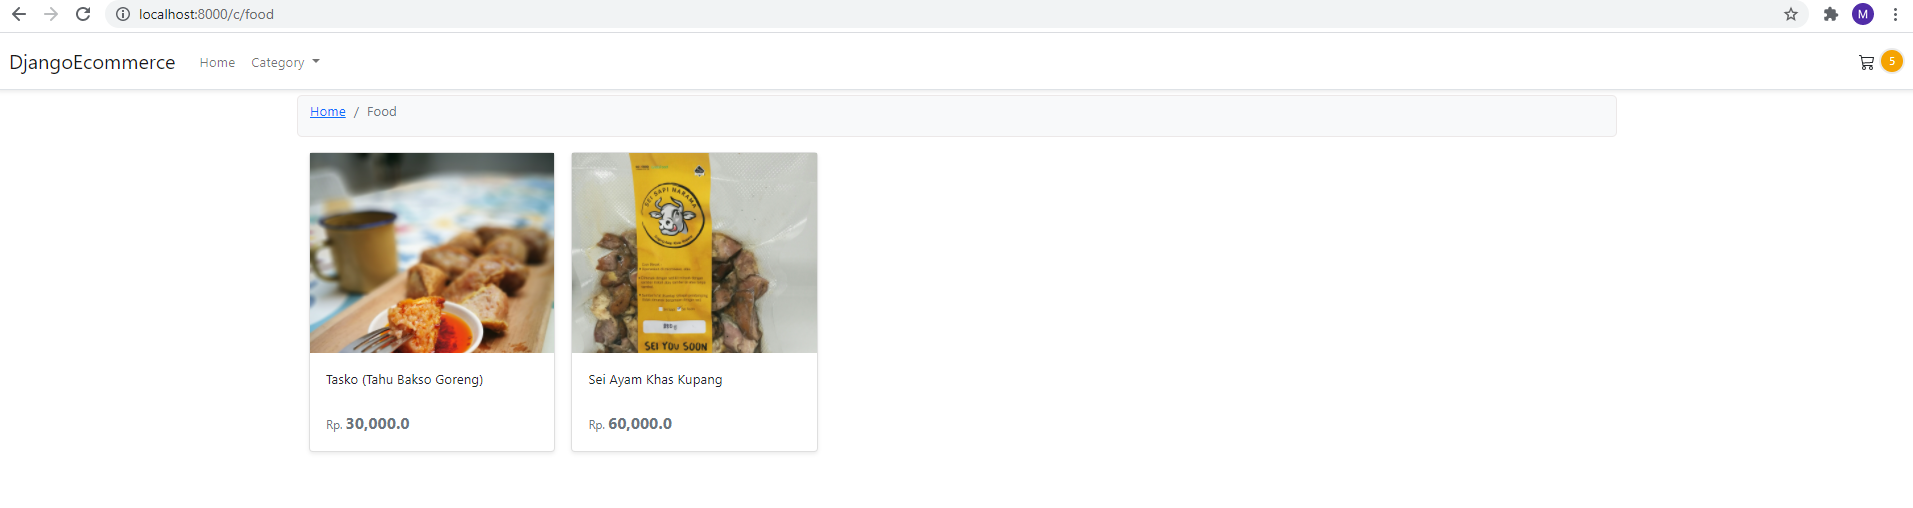 localhost:8000/c/food
M
DjangoEcommerce Home Category 5
Home / Food
SEI SAPI NARAMA
SEI YOU SOON
Tasko (Tahu Bakso Goreng)
Sei Ayam Khas Kupang
Rp. 30,000.0
Rp. 60,000.0